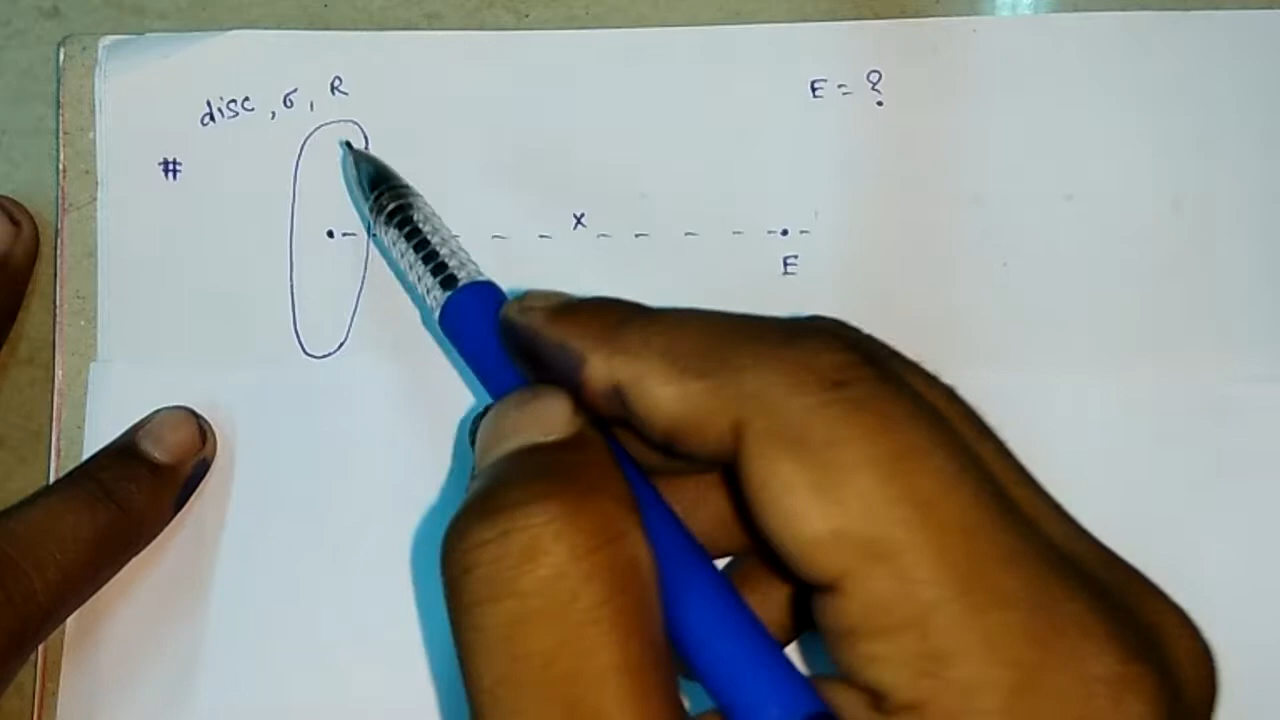 disc, σ, R
E = ?
#
x
E